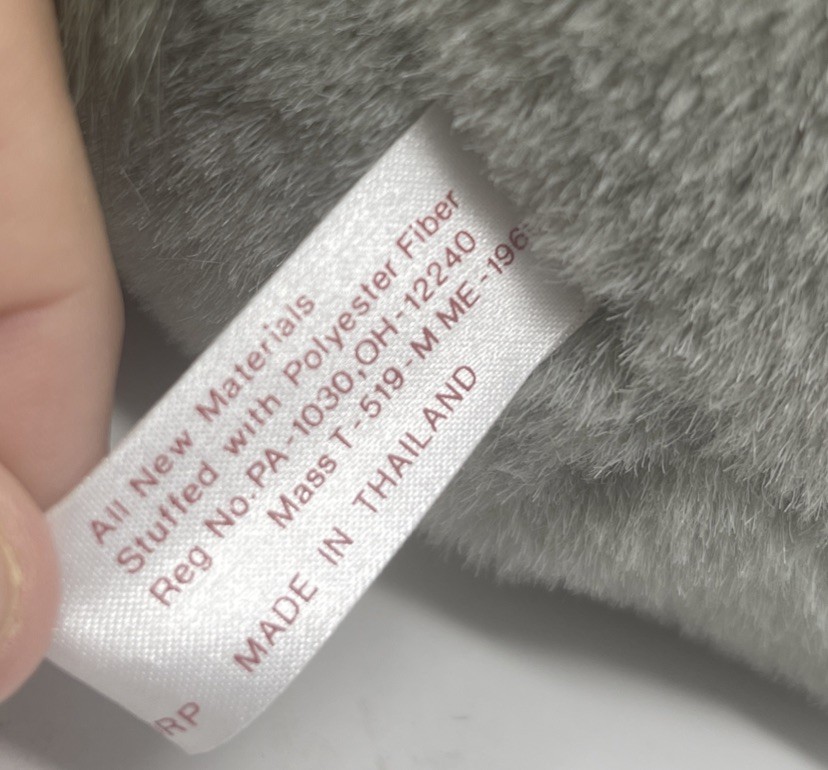 All New Materials
Stuffed with Polyester Fiber
Reg No. PA-1030, OH-12240
Mass T-519-M ME-196
MADE IN THAILAND
RP